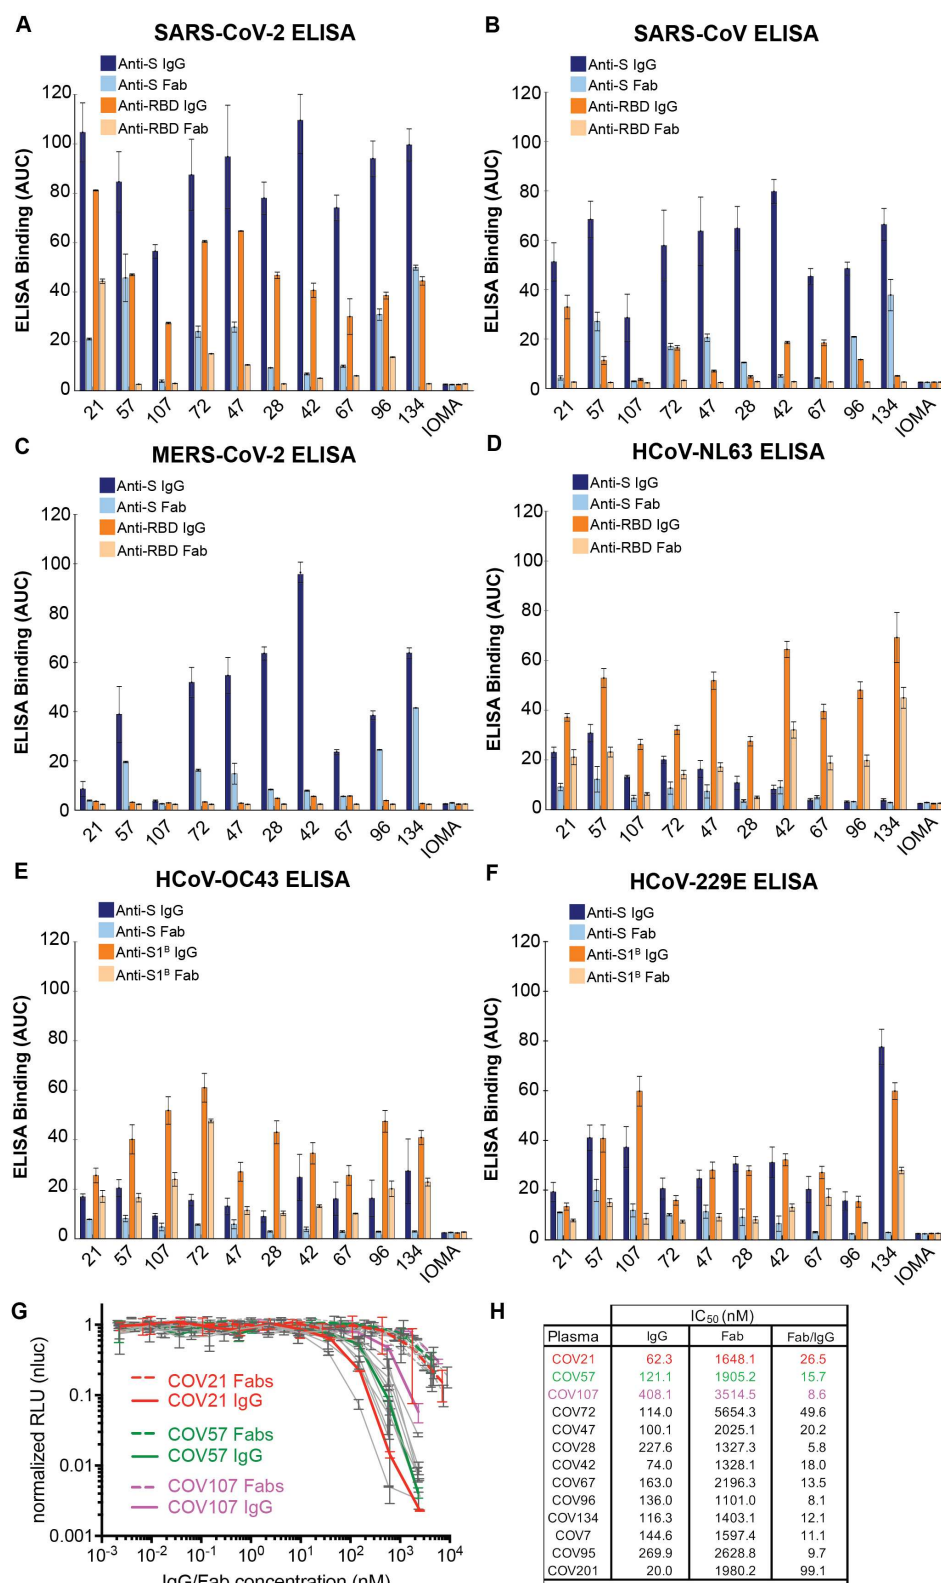 A
SARS-CoV-2 ELISA
Anti-S IgG
Anti-S Fab
Anti-RBD IgG
Anti-RBD Fab
ELISA Binding (AUC)
120
100
80
60
40
20
0
21 57 107 72 47 28 42 67 96 134 IOMA
B
SARS-CoV ELISA
Anti-S IgG
Anti-S Fab
Anti-RBD IgG
Anti-RBD Fab
ELISA Binding (AUC)
120
100
80
60
40
20
0
21 57 107 72 47 28 42 67 96 134 IOMA
C
MERS-CoV-2 ELISA
Anti-S IgG
Anti-S Fab
Anti-RBD IgG
Anti-RBD Fab
ELISA Binding (AUC)
120
100
80
60
40
20
0
21 57 107 72 47 28 42 67 96 134 IOMA
D
HCoV-NL63 ELISA
Anti-S IgG
Anti-S Fab
Anti-RBD IgG
Anti-RBD Fab
ELISA Binding (AUC)
120
100
80
60
40
20
0
21 57 107 72 47 28 42 67 96 134 IOMA
E
HCoV-OC43 ELISA
Anti-S IgG
Anti-S Fab
Anti-S1ᴮ IgG
Anti-S1ᴮ Fab
ELISA Binding (AUC)
120
100
80
60
40
20
0
21 57 107 72 47 28 42 67 96 134 IOMA
F
HCoV-229E ELISA
Anti-S IgG
Anti-S Fab
Anti-S1ᴮ IgG
Anti-S1ᴮ Fab
ELISA Binding (AUC)
120
100
80
60
40
20
0
21 57 107 72 47 28 42 67 96 134 IOMA
G
normalized RLU (nluc)
1
0.1
0.01
0.001
COV21 Fabs
COV21 IgG
COV57 Fabs
COV57 IgG
COV107 Fabs
COV107 IgG
10⁻³ 10⁻² 10⁻¹ 10⁰ 10¹ 10² 10³ 10⁴
IgG/Fab concentration (nM)
H
IC₅₀ (nM)
Plasma IgG Fab Fab/IgG
COV21 62.3 1648.1 26.5
COV57 121.1 1905.2 15.7
COV107 408.1 3514.5 8.6
COV72 114.0 5654.3 49.6
COV47 100.1 2025.1 20.2
COV28 227.6 1327.3 5.8
COV42 74.0 1328.1 18.0
COV67 163.0 2196.3 13.5
COV96 136.0 1101.0 8.1
COV134 116.3 1403.1 12.1
COV7 144.6 1597.4 11.1
COV95 269.9 2628.8 9.7
COV201 20.0 1980.2 99.1